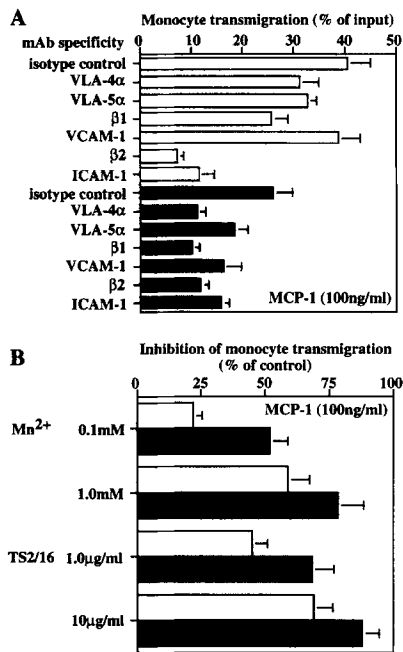 A
Monocyte transmigration (% of input)
mAb specificity
0 10 20 30 40 50
isotype control
VLA-4α
VLA-5α
β1
VCAM-1
β2
ICAM-1
isotype control
VLA-4α
VLA-5α
β1
VCAM-1
β2
ICAM-1
MCP-1 (100ng/ml)
B
Inhibition of monocyte transmigration
(% of control)
0 25 50 75 100
MCP-1 (100ng/ml)
Mn2+ 0.1mM
1.0mM
TS2/16 1.0μg/ml
10μg/ml